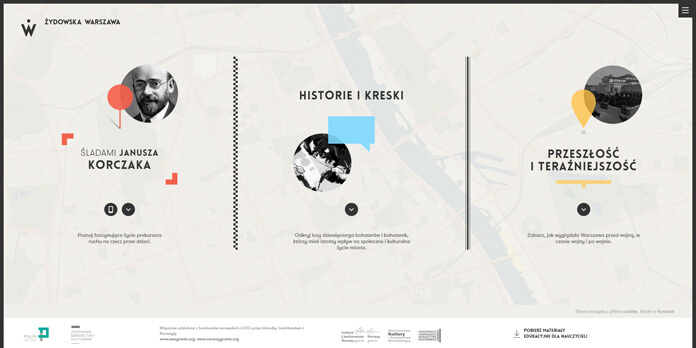 ŻYDOWSKA WARSZAWA
ŚLADAMI JANUSZA
KORCZAKA
Poznaj fascynujące życie prekursora
ruchu na rzecz praw dzieci.
HISTORIE I KRESKI
Odkryj losy dziewięciorga bohaterów i bohaterek,
którzy mieli istotny wpływ na społeczne i kulturalne
życie miasta.
PRZESZŁOŚĆ
I TERAŹNIEJSZOŚĆ
Zobacz, jak wyglądała Warszawa przed wojną, w
czasie wojny i po wojnie.
Strona korzysta z plików cookies. Made in Huncwot
POLIN
Wsparcie udzielone z funduszów norweskich i EOG przez Islandię, Liechtenstein i
Norwegię.
www.eeagrants.org, www.norwaygrants.org
POBIERZ MATERIAŁY
EDUKACYJNE DLA NAUCZYCIELI